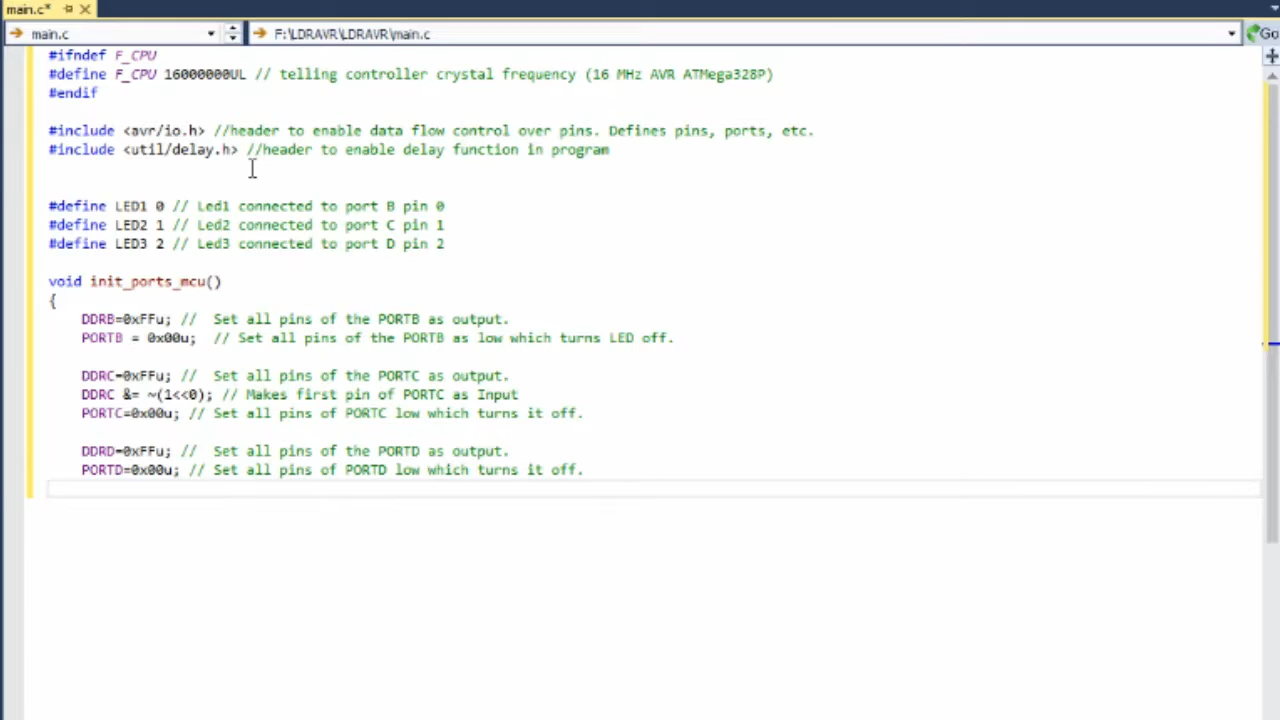 main.c*
main.c
F:\LDRAVR\LDRAVR\main.c
Go
#ifndef F_CPU
#define F_CPU 16000000UL // telling controller crystal frequency (16 MHz AVR ATMega328P)
#endif
#include <avr/io.h> //header to enable data flow control over pins. Defines pins, ports, etc.
#include <util/delay.h> //header to enable delay function in program
#define LED1 0 // Led1 connected to port B pin 0
#define LED2 1 // Led2 connected to port C pin 1
#define LED3 2 // Led3 connected to port D pin 2
void init_ports_mcu()
{
DDRB=0xFFu; //  Set all pins of the PORTB as output.
PORTB = 0x00u;  // Set all pins of the PORTB as low which turns LED off.
DDRC=0xFFu; //  Set all pins of the PORTC as output.
DDRC &= ~(1<<0); // Makes first pin of PORTC as Input
PORTC=0x00u; // Set all pins of PORTC low which turns it off.
DDRD=0xFFu; //  Set all pins of the PORTD as output.
PORTD=0x00u; // Set all pins of PORTD low which turns it off.